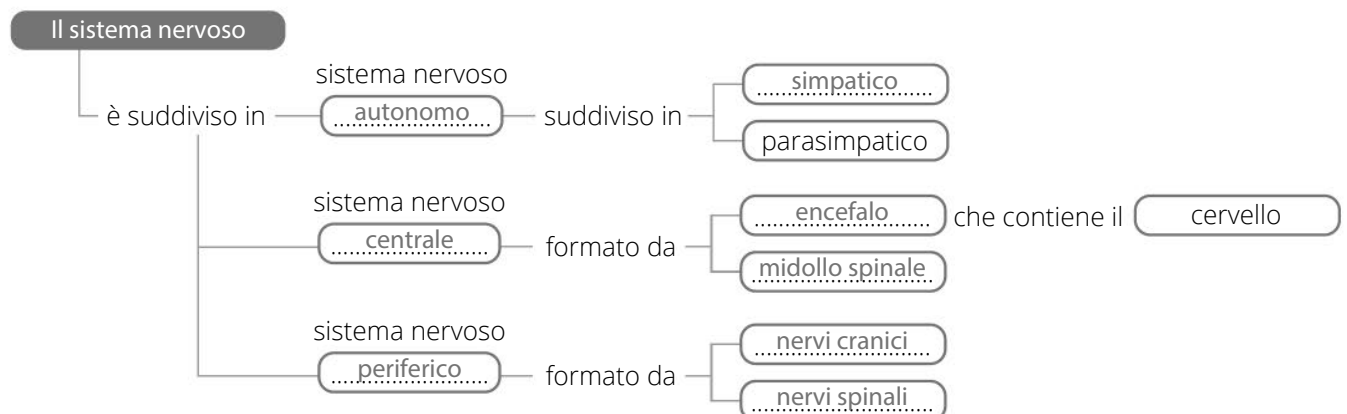 Il sistema nervoso
è suddiviso in
sistema nervoso
autonomo
suddiviso in
simpatico
parasimpatico
sistema nervoso
centrale
formato da
encefalo
che contiene il
cervello
midollo spinale
sistema nervoso
periferico
formato da
nervi cranici
nervi spinali